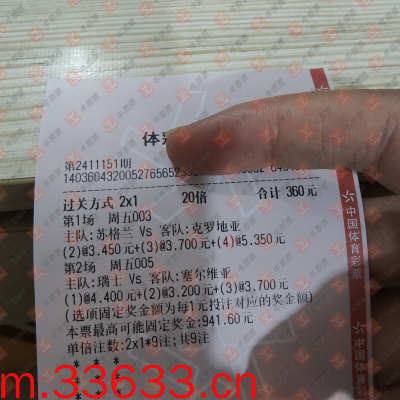 体
第2411151期
过关方式 2x1 20倍 合计 360元
第1场 周五003
主队:苏格兰 Vs 客队:克罗地亚
(2)@3.450元+(3)@3.700元+(4)@5.350元
第2场 周五005
主队:瑞士 Vs 客队:塞尔维亚
(1)@4.400元+(2)@3.200元+(3)@3.700元
(选项固定奖金额为每1元投注对应的奖金额)
本票最高可能固定奖金:941.60元
单倍注数:2x1*9注;共9注
* * *
中国体育彩票
中国体育彩票
m.33633.cn